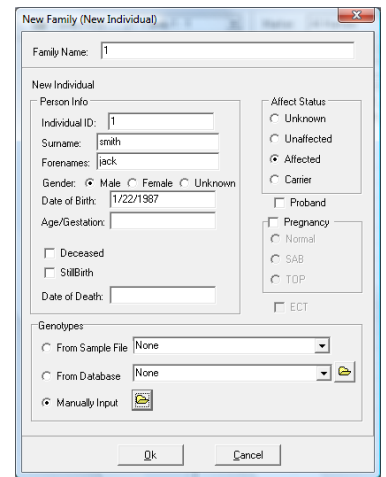 New Family (New Individual)
Family Name: 1
New Individual
Person Info
Individual ID: 1
Surname: smith
Forenames: jack
Gender: Male Female Unknown
Date of Birth: 1/22/1987
Age/Gestation:
Deceased
StillBirth
Date of Death:
Affect Status
Unknown
Unaffected
Affected
Carrier
Proband
Pregnancy
Normal
SAB
TOP
ECT
Genotypes
From Sample File None
From Database None
Manually Input
Ok Cancel